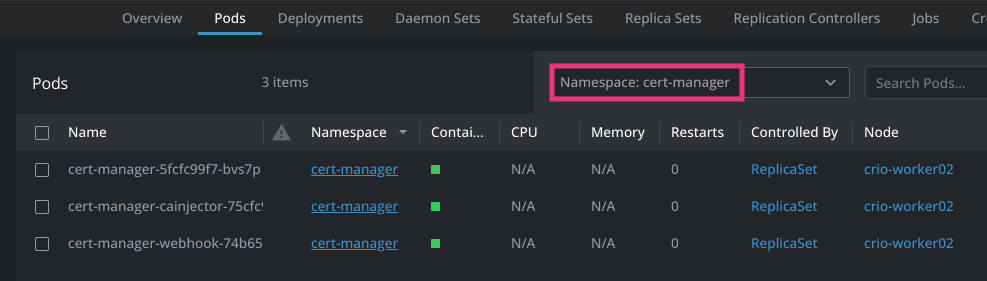 Overview Pods Deployments Daemon Sets Stateful Sets Replica Sets Replication Controllers Jobs Cr
Pods 3 items Namespace: cert-manager Search Pods...
Name Namespace Contai... CPU Memory Restarts Controlled By Node
cert-manager-5fcfc99f7-bvs7p cert-manager N/A N/A 0 ReplicaSet crio-worker02
cert-manager-cainjector-75cfc9 cert-manager N/A N/A 0 ReplicaSet crio-worker02
cert-manager-webhook-74b65 cert-manager N/A N/A 0 ReplicaSet crio-worker02